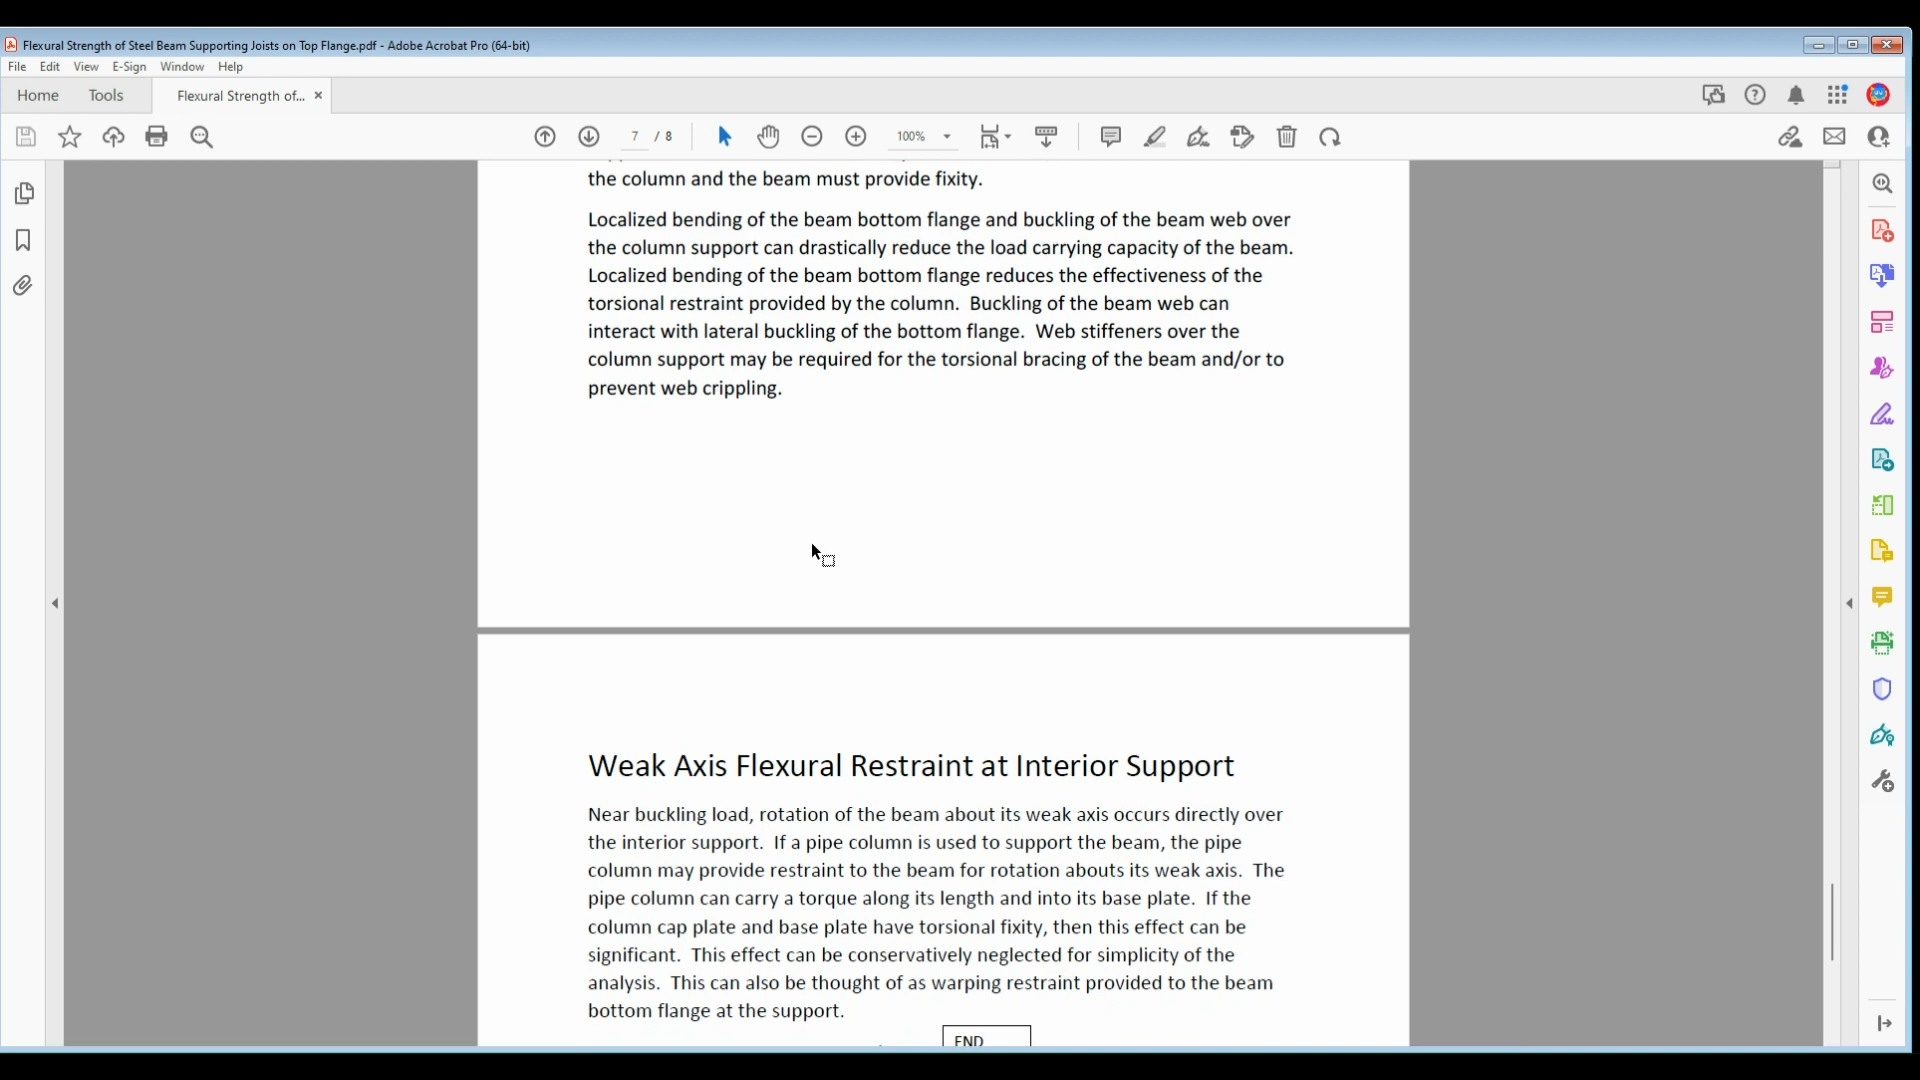 Flexural Strength of Steel Beam Supporting Joists on Top Flange.pdf - Adobe Acrobat Pro (64-bit)
File Edit View E-Sign Window Help
Home Tools Flexural Strength of... ×
7 / 8 100%
the column and the beam must provide fixity.
Localized bending of the beam bottom flange and buckling of the beam web over
the column support can drastically reduce the load carrying capacity of the beam.
Localized bending of the beam bottom flange reduces the effectiveness of the
torsional restraint provided by the column.  Buckling of the beam web can
interact with lateral buckling of the bottom flange.  Web stiffeners over the
column support may be required for the torsional bracing of the beam and/or to
prevent web crippling.
Weak Axis Flexural Restraint at Interior Support
Near buckling load, rotation of the beam about its weak axis occurs directly over
the interior support.  If a pipe column is used to support the beam, the pipe
column may provide restraint to the beam for rotation abouts its weak axis.  The
pipe column can carry a torque along its length and into its base plate.  If the
column cap plate and base plate have torsional fixity, then this effect can be
significant.  This effect can be conservatively neglected for simplicity of the
analysis.  This can also be thought of as warping restraint provided to the beam
bottom flange at the support.
END